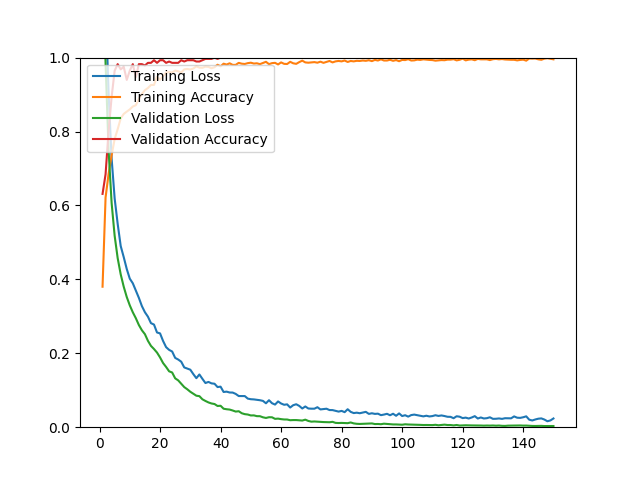 1.0
0.8
0.6
0.4
0.2
0.0
Training Loss
Training Accuracy
Validation Loss
Validation Accuracy
0 20 40 60 80 100 120 140